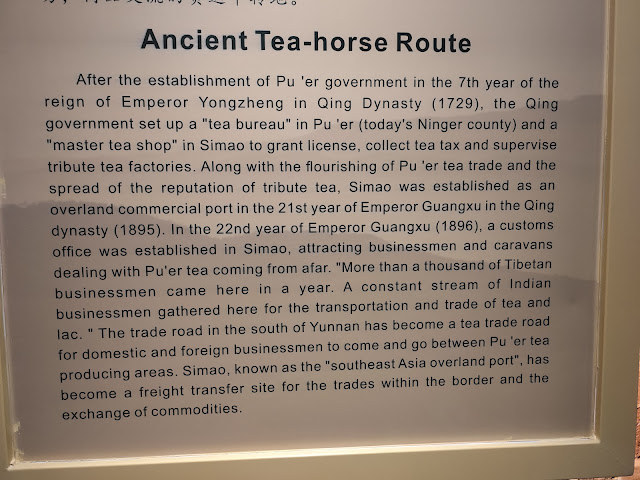 Ancient Tea-horse Route
After the establishment of Pu 'er government in the 7th year of the
reign of Emperor Yongzheng in Qing Dynasty (1729), the Qing
government set up a "tea bureau" in Pu 'er (today's Ninger county) and a
"master tea shop" in Simao to grant license, collect tea tax and supervise
tribute tea factories. Along with the flourishing of Pu 'er tea trade and the
spread of the reputation of tribute tea, Simao was established as an
overland commercial port in the 21st year of Emperor Guangxu in the Qing
dynasty (1895). In the 22nd year of Emperor Guangxu (1896), a customs
office was established in Simao, attracting businessmen and caravans
dealing with Pu'er tea coming from afar. "More than a thousand of Tibetan
businessmen came here in a year. A constant stream of Indian
businessmen gathered here for the transportation and trade of tea and
lac. " The trade road in the south of Yunnan has become a tea trade road
for domestic and foreign businessmen to come and go between Pu 'er tea
producing areas. Simao, known as the "southeast Asia overland port", has
become a freight transfer site for the trades within the border and the
exchange of commodities.